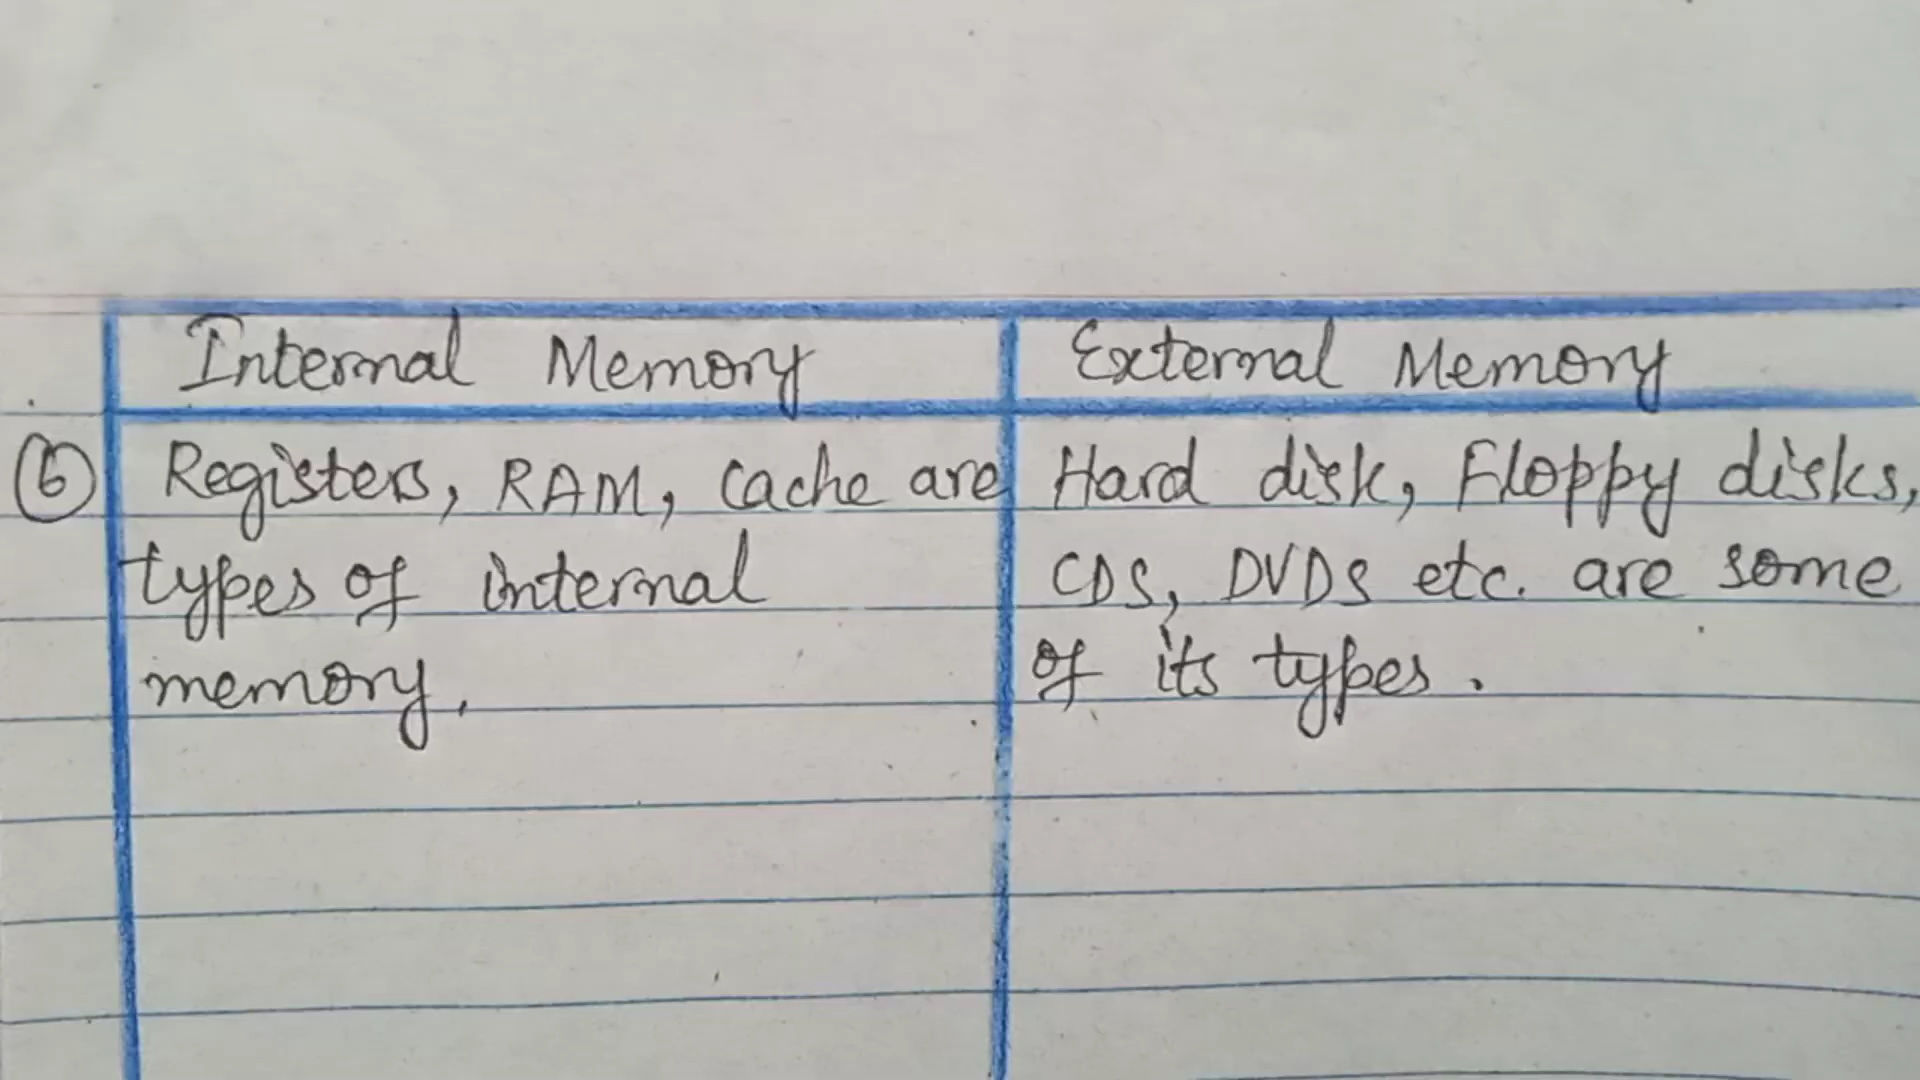 Internal Memory
External Memory
6
Registers, RAM, Cache are
types of internal
memory.
Hard disk, Floppy disks,
CDS, DVDS etc. are some
of its types.